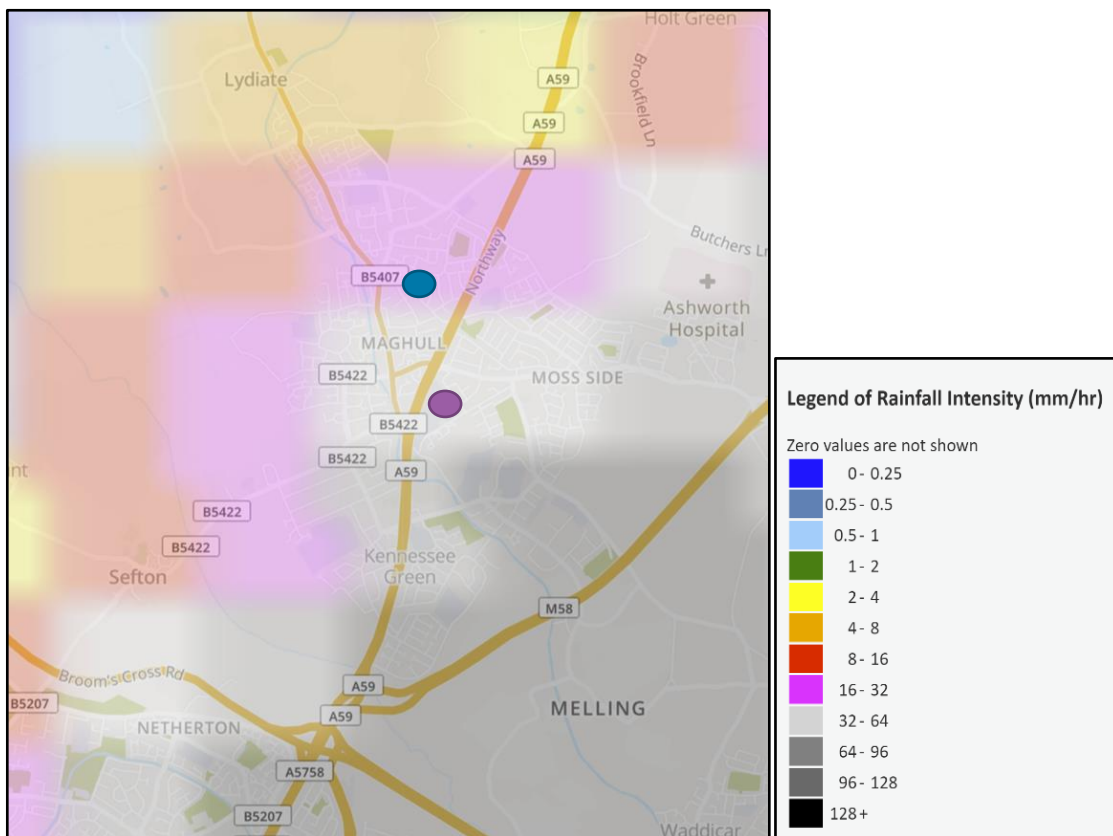 Holt Green
Lydiate
A59
Brookfield Ln
A59
A59
Butchers Ln
Northway
B5407
Ashworth
Hospital
MAGHULL
B5422
MOSS SIDE
B5422
B5422
A59
nt
B5422
B5422
Kennessee
Green
Sefton
M58
Broom's Cross Rd
A59
B5207
MELLING
A59
NETHERTON
A5758
B5207
Waddicar
Legend of Rainfall Intensity (mm/hr)
Zero values are not shown
0 - 0.25
0.25 - 0.5
0.5 - 1
1 - 2
2 - 4
4 - 8
8 - 16
16 - 32
32 - 64
64 - 96
96 - 128
128 +